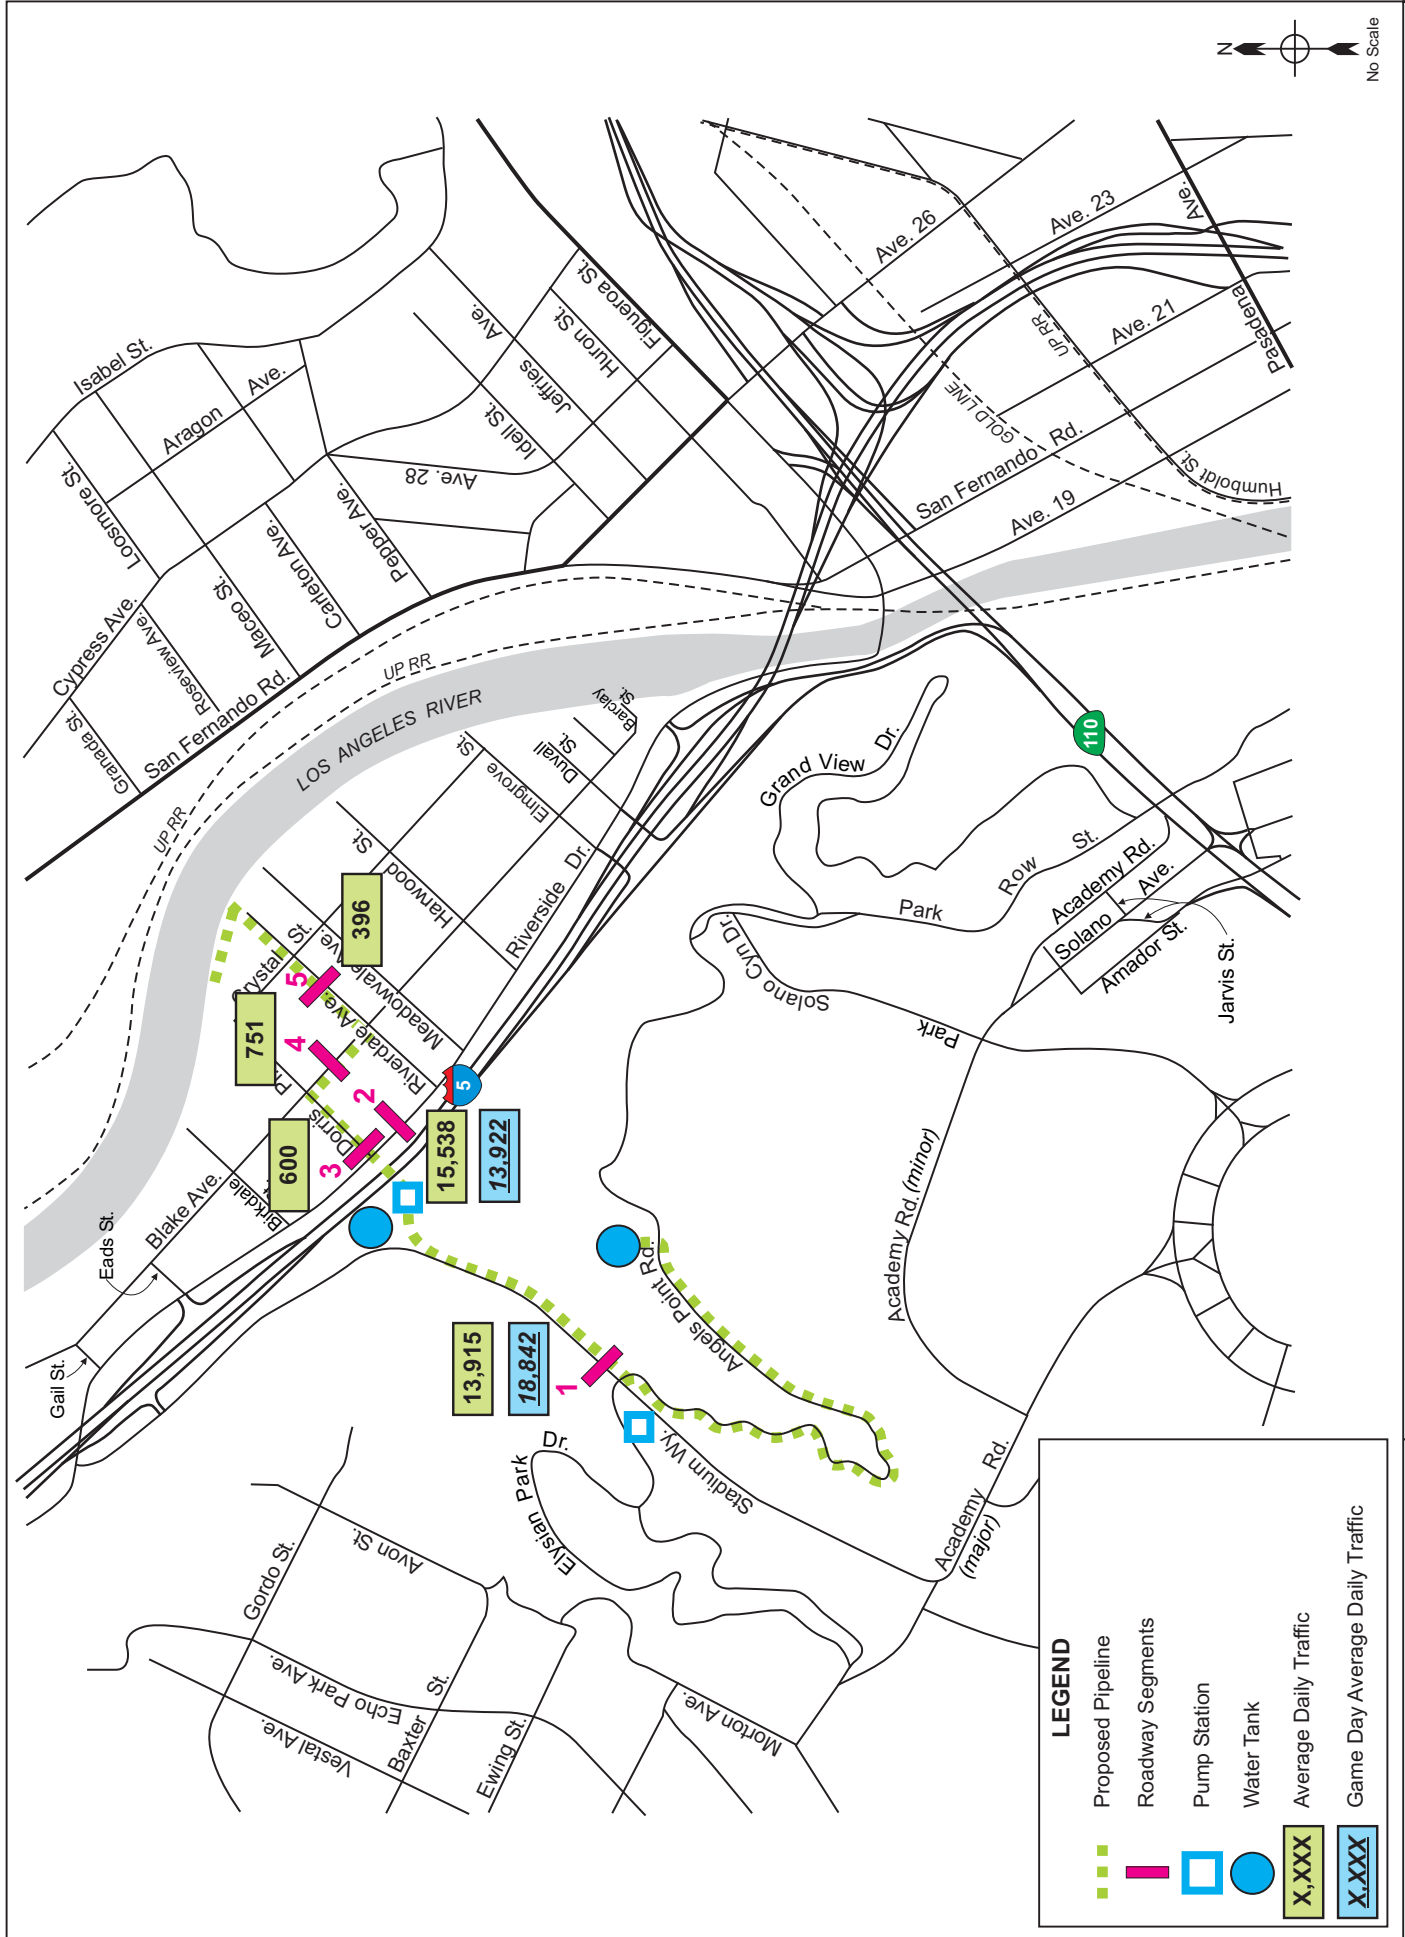 N
No Scale
Isabel St.
Aragon
Ave.
Loosmore St.
Cypress Ave.
Roseview Ave.
Granada St.
Maceo St.
Carleton Ave.
Pepper Ave.
Ave. 28
Idell St.
Jeffries
Ave.
Huron St.
Figueroa St.
San Fernando Rd.
UP RR
UP RR
LOS ANGELES RIVER
Ave. 26
Ave. 23
Ave. 21
Ave. 19
Pasadena
Ave.
UP RR
GOLD LINE
San Fernando Rd.
Humboldt St.
Barclay
St.
Duvall
St.
Elmgrove
St.
Harwood
St.
Riverside Dr.
Meadowvale Ave.
Riverdale Ave.
Crystal St.
Dorris
Birkdale
Blake Ave.
Eads St.
Gail St.
396
751
600
15,538
13,922
13,915
18,842
1
2
3
4
5
5
110
Grand View Dr.
Park Row St.
Academy Rd.
Solano Ave.
Amador St.
Jarvis St.
Solano Cyn Dr.
Park
Academy Rd. (minor)
Angels Point Rd.
Stadium Wy.
Elysian Park Dr.
Academy Rd.
(major)
Gordo St.
Avon St.
Echo Park Ave.
Vestal Ave.
Baxter St.
Ewing St.
Morton Ave.
LEGEND
Proposed Pipeline
Roadway Segments
Pump Station
Water Tank
X,XXX Average Daily Traffic
X,XXX Game Day Average Daily Traffic